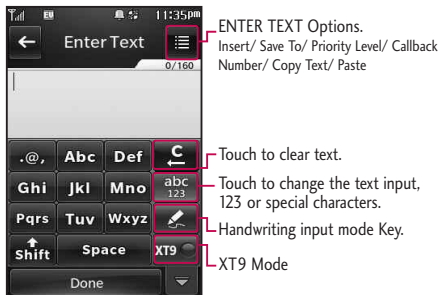 EV 11:35pm
Enter Text
0/160
ENTER TEXT Options.
Insert/ Save To/ Priority Level/ Callback
Number/ Copy Text/ Paste
.@, Abc Def C
Touch to clear text.
Ghi Jkl Mno abc
123
Touch to change the text input,
123 or special characters.
Pqrs Tuv Wxyz
Handwriting input mode Key.
Shift Space XT9
XT9 Mode
Done